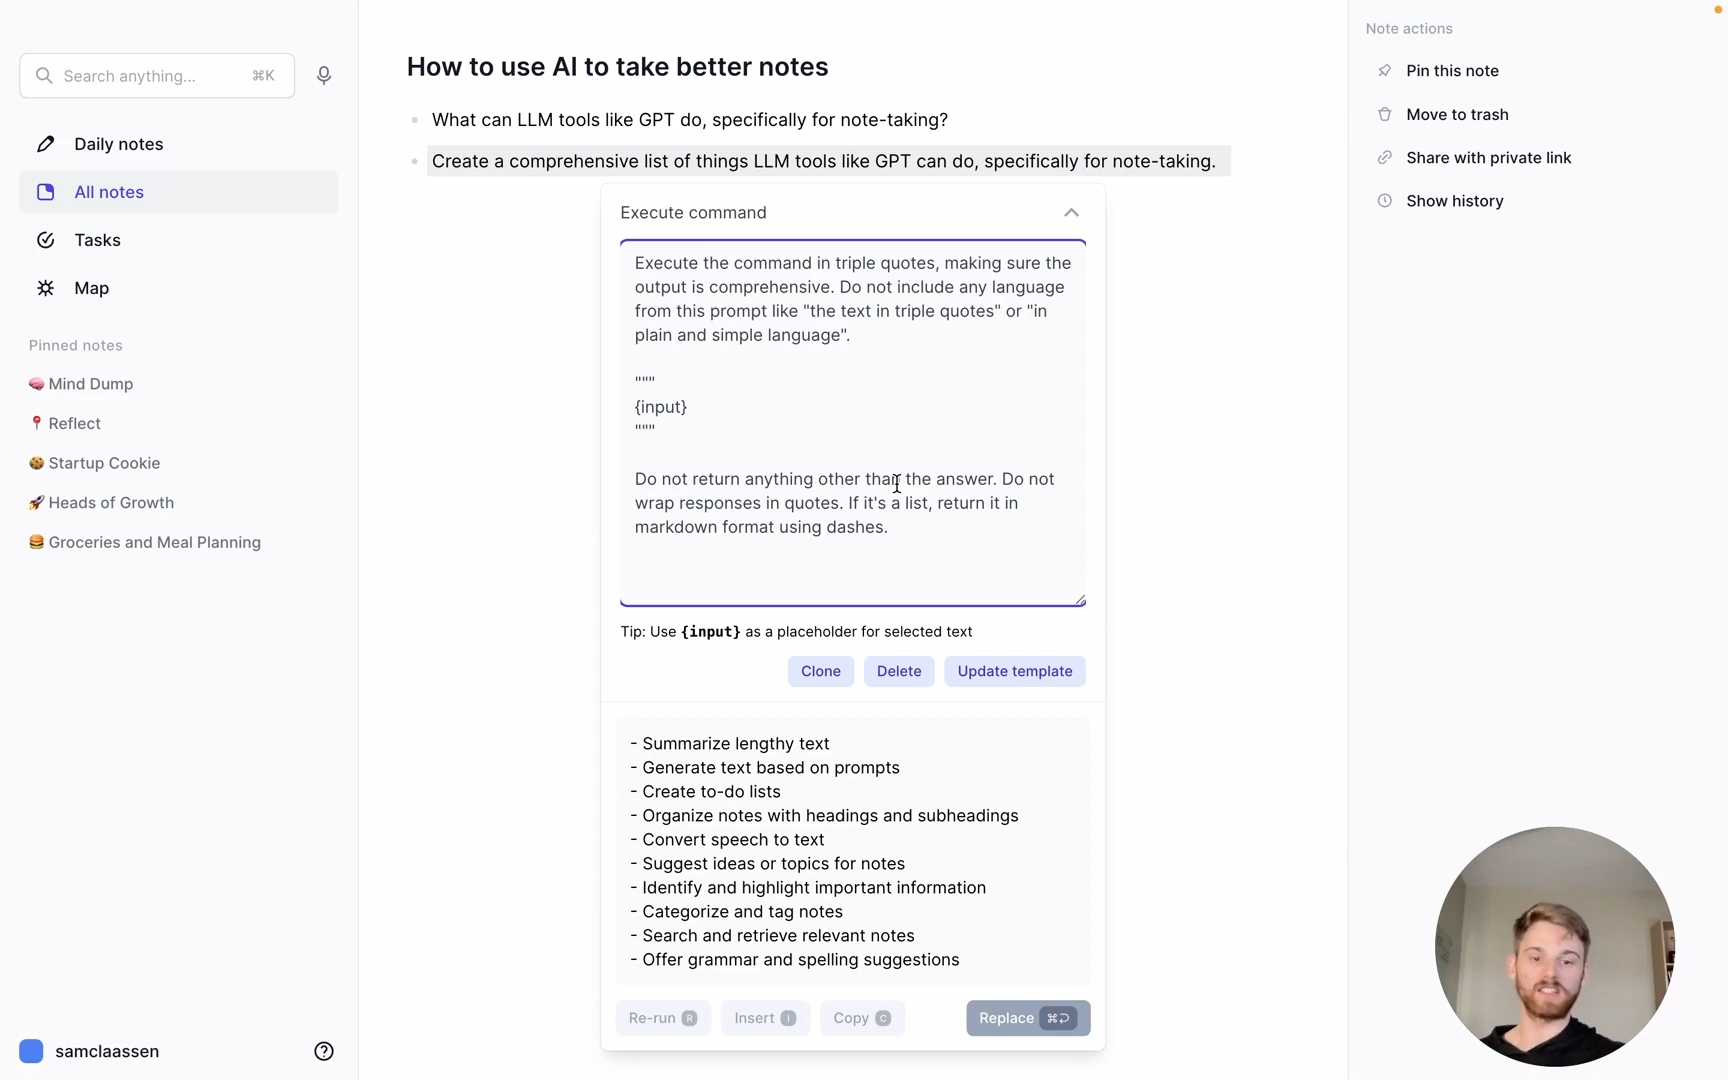 Search anything... ⌘K
Daily notes
All notes
Tasks
Map
Pinned notes
🧠 Mind Dump
📍 Reflect
🍪 Startup Cookie
🚀 Heads of Growth
🍔 Groceries and Meal Planning
samclaassen
How to use AI to take better notes
What can LLM tools like GPT do, specifically for note-taking?
Create a comprehensive list of things LLM tools like GPT can do, specifically for note-taking.
Execute command
Execute the command in triple quotes, making sure the
output is comprehensive. Do not include any language
from this prompt like "the text in triple quotes" or "in
plain and simple language".
"""
{input}
"""
Do not return anything other than the answer. Do not
wrap responses in quotes. If it's a list, return it in
markdown format using dashes.
Tip: Use {input} as a placeholder for selected text
Clone Delete Update template
- Summarize lengthy text
- Generate text based on prompts
- Create to-do lists
- Organize notes with headings and subheadings
- Convert speech to text
- Suggest ideas or topics for notes
- Identify and highlight important information
- Categorize and tag notes
- Search and retrieve relevant notes
- Offer grammar and spelling suggestions
Re-run R Insert I Copy C Replace ⌘↩
Note actions
Pin this note
Move to trash
Share with private link
Show history